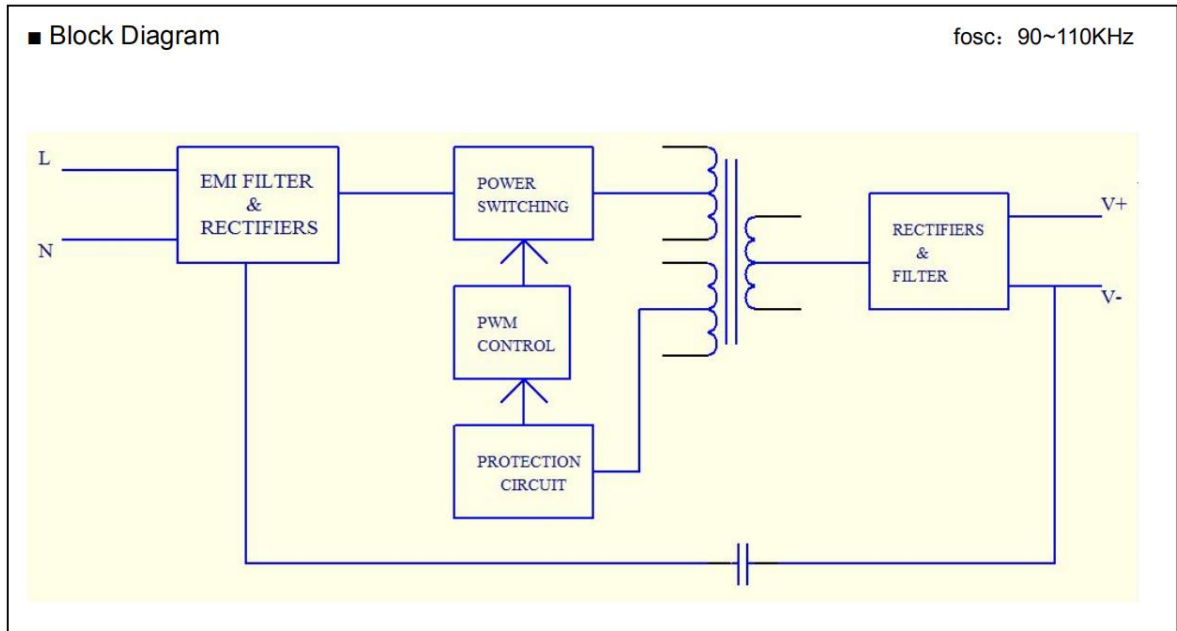 ■ Block Diagram
fosc：90~110KHz
L
N
EMI FILTER
&
RECTIFIERS
POWER
SWITCHING
PWM
CONTROL
PROTECTION
CIRCUIT
RECTIFIERS
&
FILTER
V+
V-